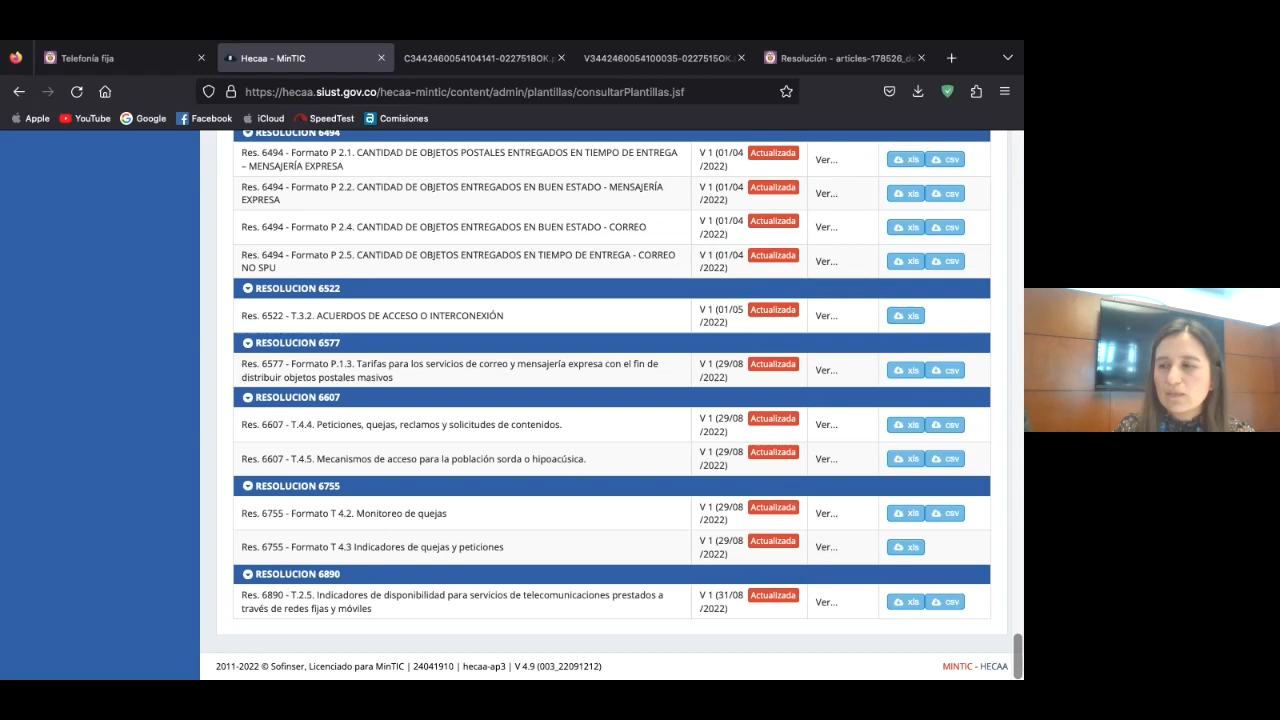 Telefonía fija
Hecaa - MinTIC
C3442460054104141-0227518OK.p
V3442460054100035-0227515OK.
Resolución - articles-178526_do
https://hecaa.siust.gov.co/hecaa-mintic/content/admin/plantillas/consultarPlantillas.jsf
Apple YouTube Google Facebook iCloud SpeedTest Comisiones
RESOLUCION 6494
Res. 6494 - Formato P 2.1. CANTIDAD DE OBJETOS POSTALES ENTREGADOS EN TIEMPO DE ENTREGA
– MENSAJERÍA EXPRESA
V 1 (01/04
/2022)
Actualizada
Ver...
xls csv
Res. 6494 - Formato P 2.2. CANTIDAD DE OBJETOS ENTREGADOS EN BUEN ESTADO - MENSAJERÍA
EXPRESA
V 1 (01/04
/2022)
Actualizada
Ver...
xls csv
Res. 6494 - Formato P 2.4. CANTIDAD DE OBJETOS ENTREGADOS EN BUEN ESTADO - CORREO
V 1 (01/04
/2022)
Actualizada
Ver...
xls csv
Res. 6494 - Formato P 2.5. CANTIDAD DE OBJETOS ENTREGADOS EN TIEMPO DE ENTREGA - CORREO
NO SPU
V 1 (01/04
/2022)
Actualizada
Ver...
xls csv
RESOLUCION 6522
Res. 6522 - T.3.2. ACUERDOS DE ACCESO O INTERCONEXIÓN
V 1 (01/05
/2022)
Actualizada
Ver...
xls
RESOLUCION 6577
Res. 6577 - Formato P.1.3. Tarifas para los servicios de correo y mensajería expresa con el fin de
distribuir objetos postales masivos
V 1 (29/08
/2022)
Actualizada
Ver...
xls csv
RESOLUCION 6607
Res. 6607 - T.4.4. Peticiones, quejas, reclamos y solicitudes de contenidos.
V 1 (29/08
/2022)
Actualizada
Ver...
xls csv
Res. 6607 - T.4.5. Mecanismos de acceso para la población sorda o hipoacúsica.
V 1 (29/08
/2022)
Actualizada
Ver...
xls csv
RESOLUCION 6755
Res. 6755 - Formato T 4.2. Monitoreo de quejas
V 1 (29/08
/2022)
Actualizada
Ver...
xls csv
Res. 6755 - Formato T 4.3 Indicadores de quejas y peticiones
V 1 (29/08
/2022)
Actualizada
Ver...
xls
RESOLUCION 6890
Res. 6890 - T.2.5. Indicadores de disponibilidad para servicios de telecomunicaciones prestados a
través de redes fijas y móviles
V 1 (31/08
/2022)
Actualizada
Ver...
xls csv
2011-2022 © Sofinser, Licenciado para MinTIC | 24041910 | hecaa-ap3 | V 4.9 (003_22091212)
MINTIC - HECAA